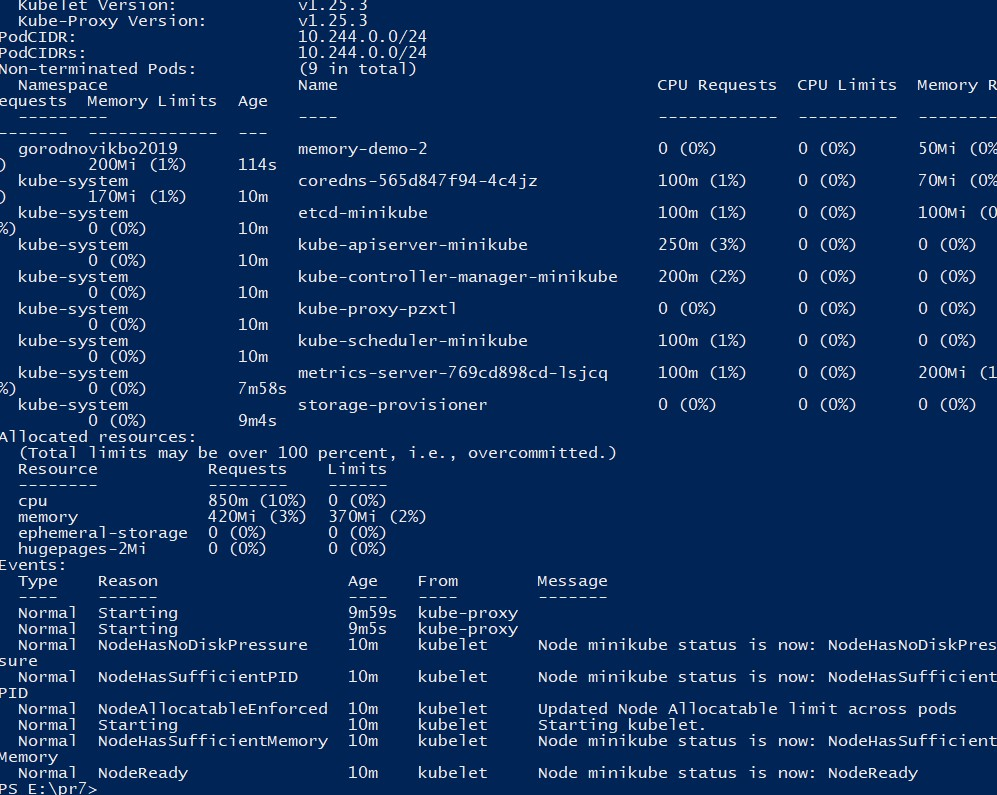 Kubelet Version: v1.25.3
Kube-Proxy Version: v1.25.3
PodCIDR: 10.244.0.0/24
PodCIDRs: 10.244.0.0/24
Non-terminated Pods: (9 in total)
Namespace Name CPU Requests CPU Limits Memory R
equests Memory Limits Age
--------- ---- ------------ ---------- --------
------- ------------- ---
gorodnovikbo2019 memory-demo-2 0 (0%) 0 (0%) 50Mi (0%
) 200Mi (1%) 114s
kube-system coredns-565d847f94-4c4jz 100m (1%) 0 (0%) 70Mi (0%
) 170Mi (1%) 10m
kube-system etcd-minikube 100m (1%) 0 (0%) 100Mi (0
%) 0 (0%) 10m
kube-system kube-apiserver-minikube 250m (3%) 0 (0%) 0 (0%)
0 (0%) 10m
kube-system kube-controller-manager-minikube 200m (2%) 0 (0%) 0 (0%)
0 (0%) 10m
kube-system kube-proxy-pzxtl 0 (0%) 0 (0%) 0 (0%)
0 (0%) 10m
kube-system kube-scheduler-minikube 100m (1%) 0 (0%) 0 (0%)
0 (0%) 10m
kube-system metrics-server-769cd898cd-lsjcq 100m (1%) 0 (0%) 200Mi (1
%) 0 (0%) 7m58s
kube-system storage-provisioner 0 (0%) 0 (0%) 0 (0%)
0 (0%) 9m4s
Allocated resources:
(Total limits may be over 100 percent, i.e., overcommitted.)
Resource Requests Limits
-------- -------- ------
cpu 850m (10%) 0 (0%)
memory 420Mi (3%) 370Mi (2%)
ephemeral-storage 0 (0%) 0 (0%)
hugepages-2Mi 0 (0%) 0 (0%)
Events:
Type Reason Age From Message
---- ------ ---- ---- -------
Normal Starting 9m59s kube-proxy
Normal Starting 9m5s kube-proxy
Normal NodeHasNoDiskPressure 10m kubelet Node minikube status is now: NodeHasNoDiskPres
sure
Normal NodeHasSufficientPID 10m kubelet Node minikube status is now: NodeHasSufficient
PID
Normal NodeAllocatableEnforced 10m kubelet Updated Node Allocatable limit across pods
Normal Starting 10m kubelet Starting kubelet.
Normal NodeHasSufficientMemory 10m kubelet Node minikube status is now: NodeHasSufficient
Memory
Normal NodeReady 10m kubelet Node minikube status is now: NodeReady
PS E:\pr7>